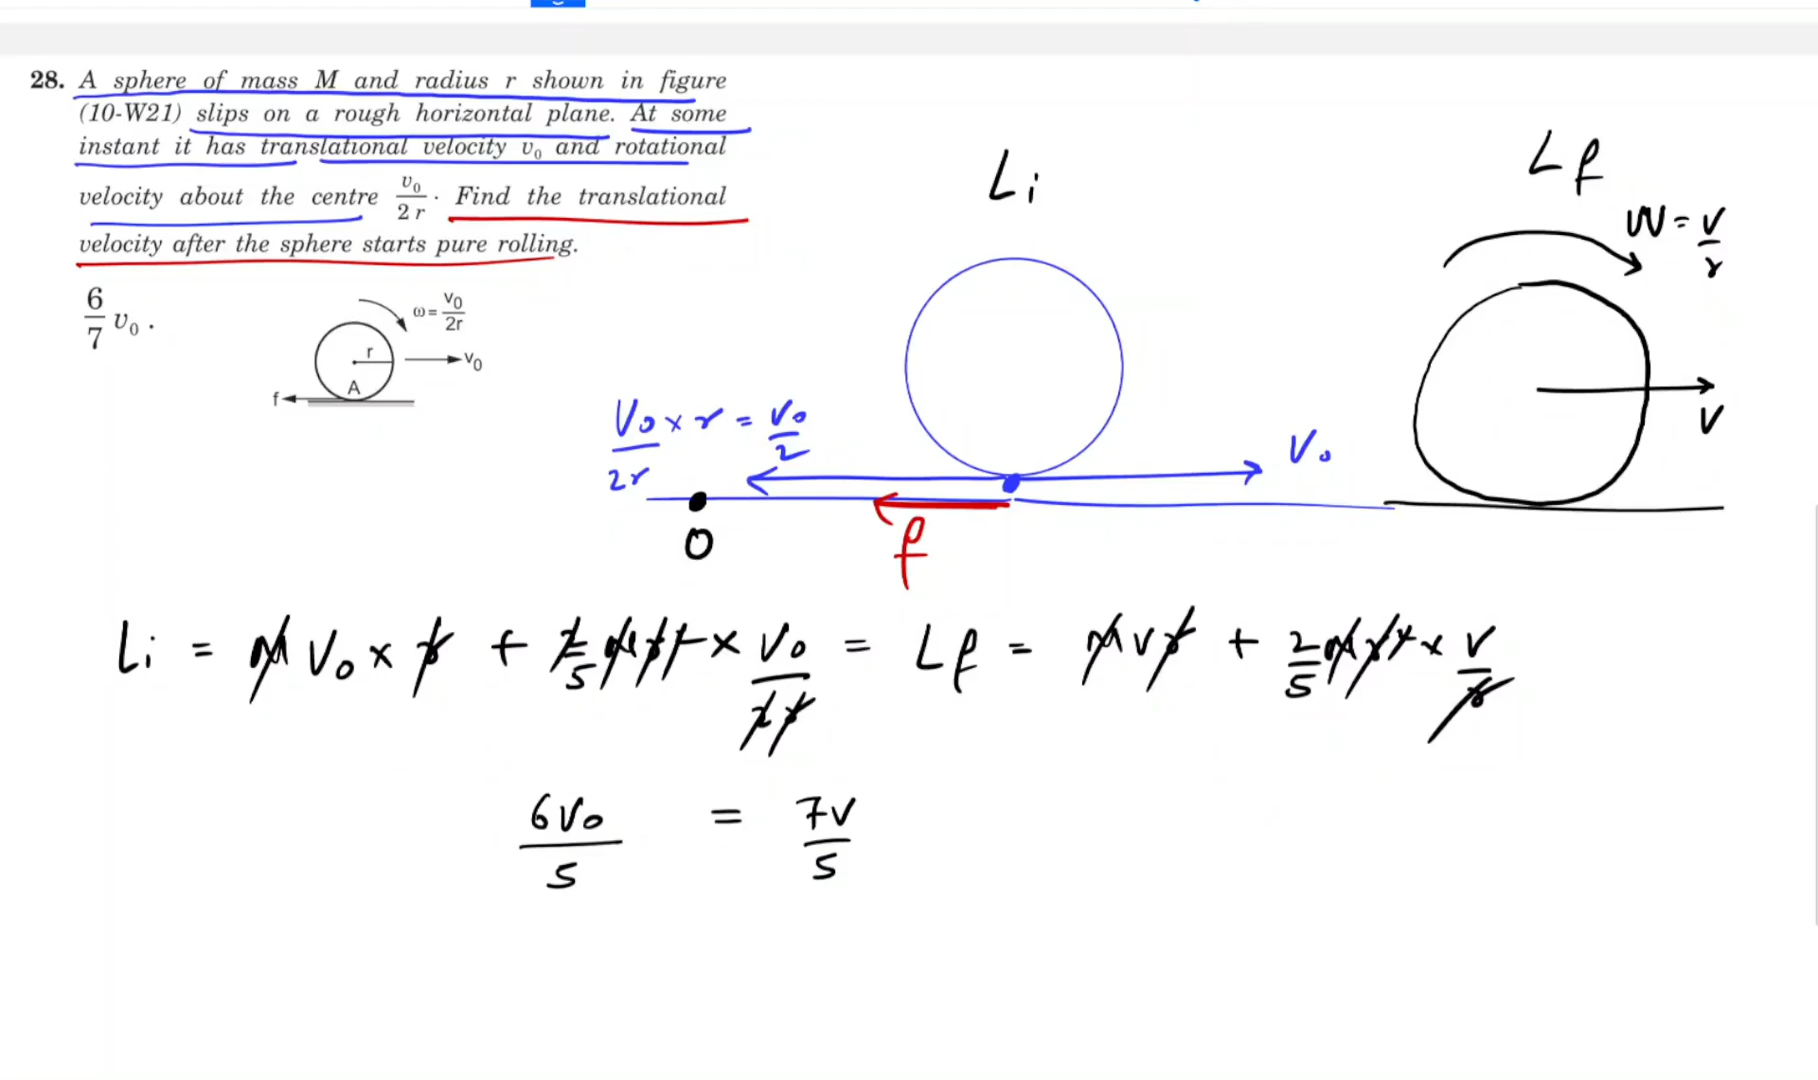 28. A sphere of mass M and radius r shown in figure
(10-W21) slips on a rough horizontal plane. At some
instant it has translational velocity v₀ and rotational
velocity about the centre v₀/2r. Find the translational
velocity after the sphere starts pure rolling.
6/7 v₀.
ω = v₀/2r
r
v₀
A
f
Li
Lf
W = v/r
v
V₀/2r × r = v₀/2
V₀
O
f
Li = M V₀ × r + 2/5 M r r × V₀/2r = Lf = M v r + 2/5 M r r × v/r
6V₀/5 = 7V/5